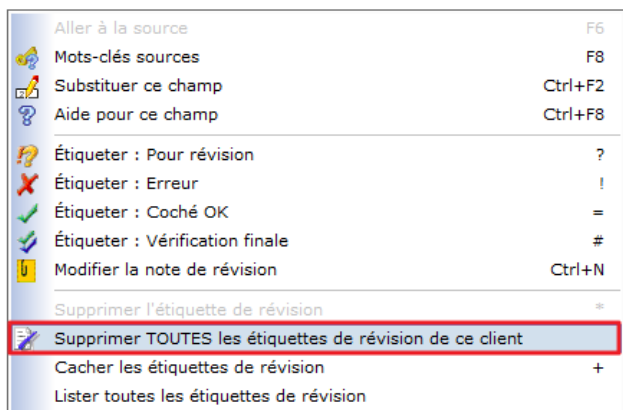 Aller à la source F6
Mots-clés sources F8
Substituer ce champ Ctrl+F2
Aide pour ce champ Ctrl+F8
Étiqueter : Pour révision ?
Étiqueter : Erreur !
Étiqueter : Coché OK =
Étiqueter : Vérification finale #
Modifier la note de révision Ctrl+N
Supprimer l'étiquette de révision *
Supprimer TOUTES les étiquettes de révision de ce client
Cacher les étiquettes de révision +
Lister toutes les étiquettes de révision